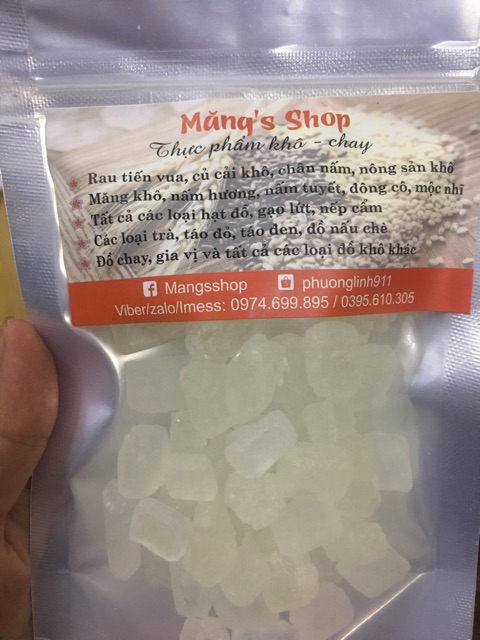 Măng's Shop
Thực phẩm khô - chay
Rau tiến vua, củ cải khô, chân nấm, nông sản khô
Măng khô, nấm hương, nấm tuyết, đông cô, mộc nhĩ
Tất cả các loại hạt đỗ, gạo lứt, nếp cẩm
Các loại trà, táo đỏ, táo đen, đồ nấu chè
Đồ chay, gia vị và tất cả các loại đồ khô khác
Mangsshop phuonglinh911
Viber/zalo/Imess: 0974.699.895 / 0395.610.305